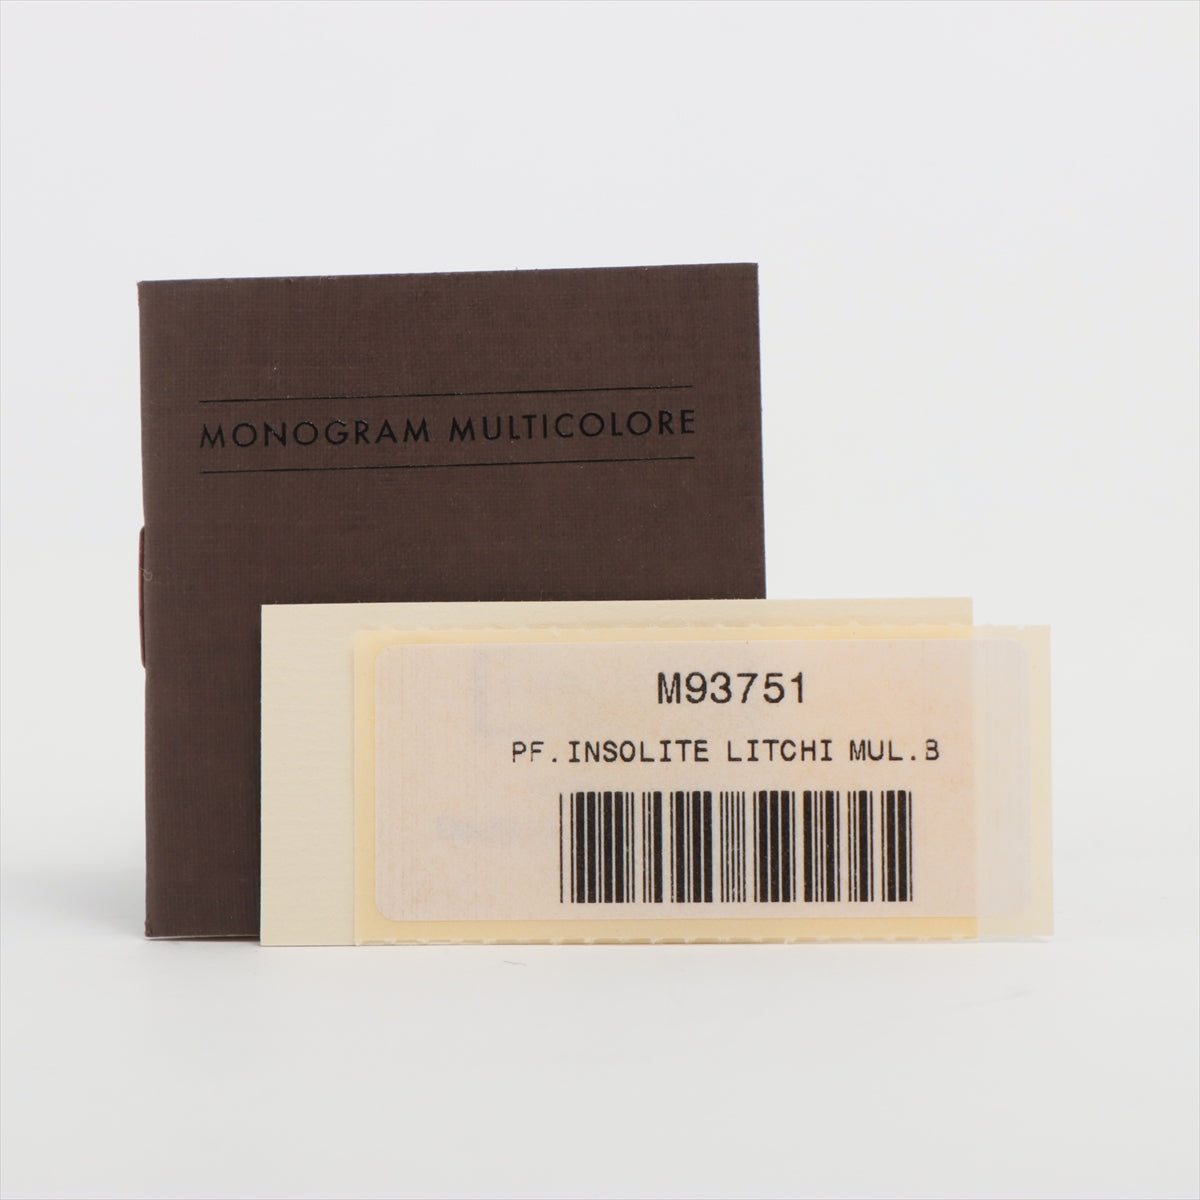 MONOGRAM MULTICOLORE
M93751
PF.INSOLITE LITCHI MUL.B